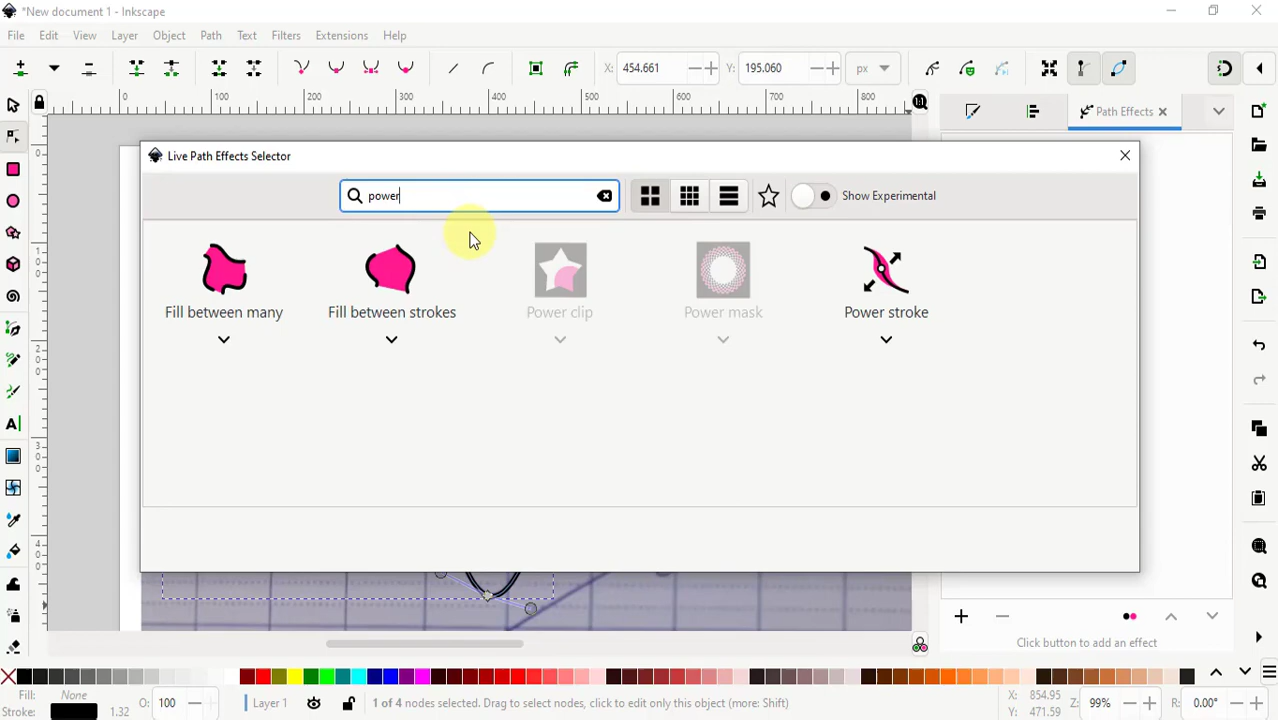 *New document 1 - Inkscape
File Edit View Layer Object Path Text Filters Extensions Help
X: 454.661 Y: 195.060 px
0 100 200 300 400 500 600 700 800
Path Effects
Live Path Effects Selector
power
Show Experimental
Fill between many
Fill between strokes
Power clip
Power mask
Power stroke
Click button to add an effect
Fill: None
Stroke: 1.32
O: 100
Layer 1
1 of 4 nodes selected. Drag to select nodes, click to edit only this object (more: Shift)
X: 854.95
Y: 471.59
Z: 99%
R: 0.00°